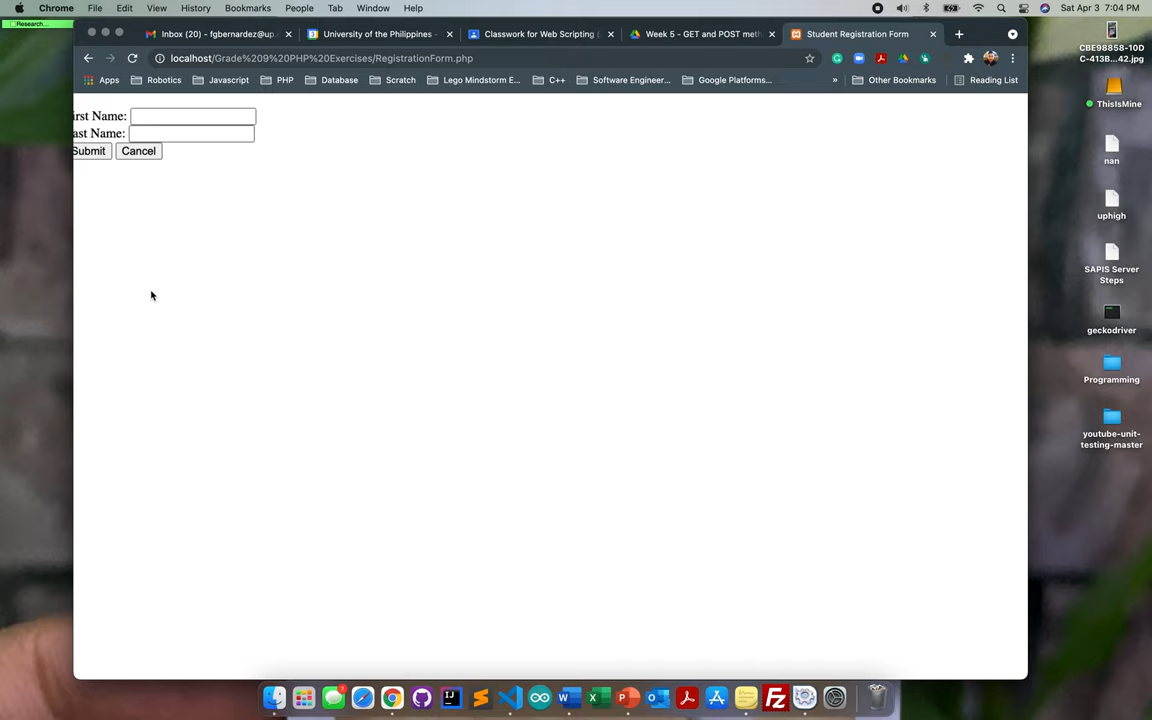 Chrome File Edit View History Bookmarks People Tab Window Help Sat Apr 3 7:04 PM
Research...
Inbox (20) - fgbernardez@up. University of the Philippines - Classwork for Web Scripting ( Week 5 - GET and POST meth Student Registration Form
localhost/Grade%209%20PHP%20Exercises/RegistrationForm.php
Apps Robotics Javascript PHP Database Scratch Lego Mindstorm E... C++ Software Engineer... Google Platforms... » Other Bookmarks Reading List
irst Name:
ast Name:
Submit Cancel
CBE98858-10D
C-413B...42.jpg
ThisIsMine
nan
uphigh
SAPIS Server
Steps
geckodriver
Programming
youtube-unit-
testing-master